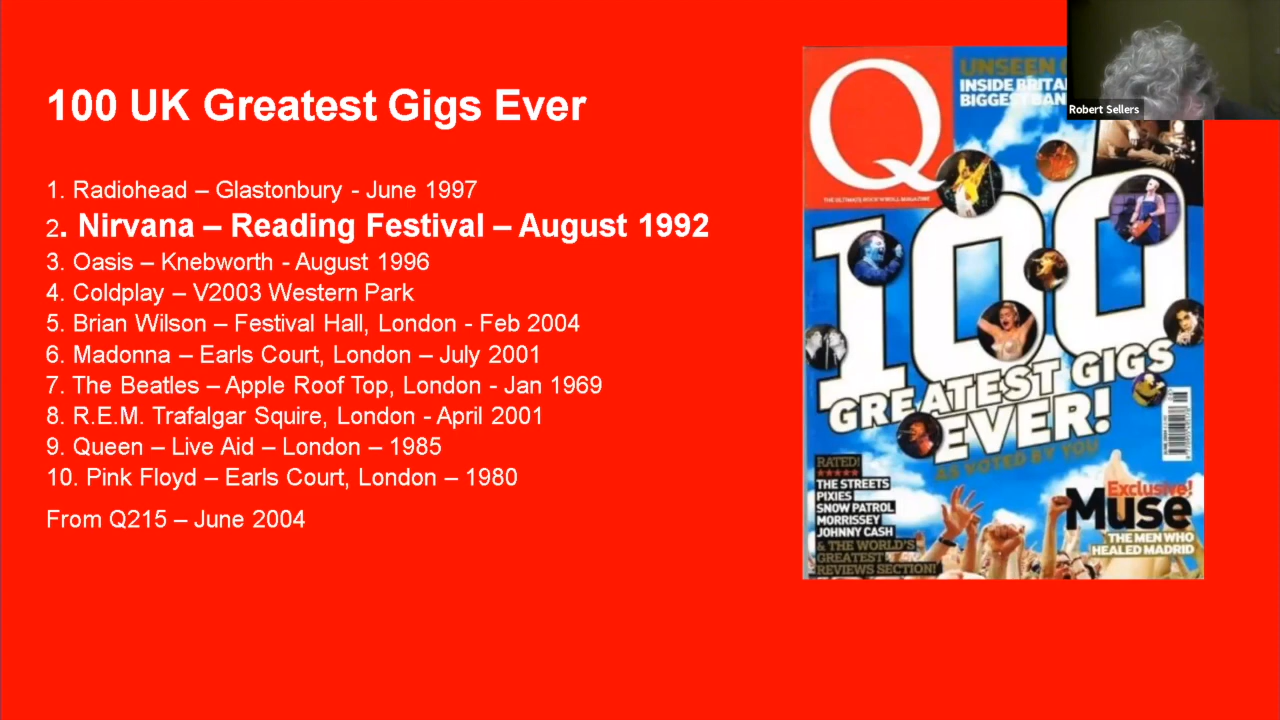 100 UK Greatest Gigs Ever
1. Radiohead – Glastonbury - June 1997
2. Nirvana – Reading Festival – August 1992
3. Oasis – Knebworth - August 1996
4. Coldplay – V2003 Western Park
5. Brian Wilson – Festival Hall, London - Feb 2004
6. Madonna – Earls Court, London – July 2001
7. The Beatles – Apple Roof Top, London - Jan 1969
8. R.E.M. Trafalgar Squire, London - April 2001
9. Queen – Live Aid – London – 1985
10. Pink Floyd – Earls Court, London – 1980
From Q215 – June 2004
Robert Sellers
Q
THE ULTIMATE ROCK'N'ROLL MAGAZINE
UNSEEN
INSIDE BRITA
BIGGEST BAN
100
GREATEST GIGS
EVER!
AS VOTED BY YOU
RATED!
★★★★★
THE STREETS
PIXIES
SNOW PATROL
MORRISSEY
JOHNNY CASH
& THE WORLD'S
GREATEST
REVIEWS SECTION!
Exclusive!
Muse
THE MEN WHO
HEALED MADRID